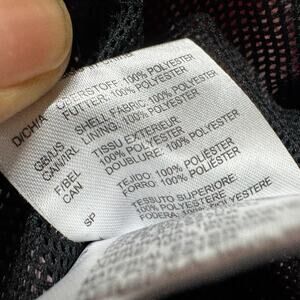 D/CH/A
OBERSTOFF: 100% POLYESTER
FUTTER: 100% POLYESTER
GB/US
CAN/IRL
SHELL FABRIC: 100% POLYESTER
LINING: 100% POLYESTER
F/BEL
CAN
TISSU EXTERIEUR:
100% POLYESTER
DOUBLURE: 100% POLYESTER
SP
TEJIDO: 100% POLIÉSTER
FORRO: 100% POLIÉSTER
TESSUTO SUPERIORE:
100% POLYESTERE
FODERA: 100% POLYESTERE